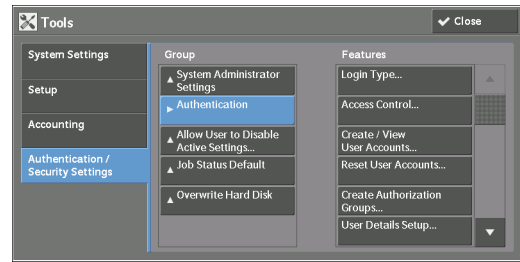 Tools
Close
System Settings
Setup
Accounting
Authentication /
Security Settings
Group
System Administrator
Settings
Authentication
Allow User to Disable
Active Settings...
Job Status Default
Overwrite Hard Disk
Features
Login Type...
Access Control...
Create / View
User Accounts...
Reset User Accounts...
Create Authorization
Groups...
User Details Setup...